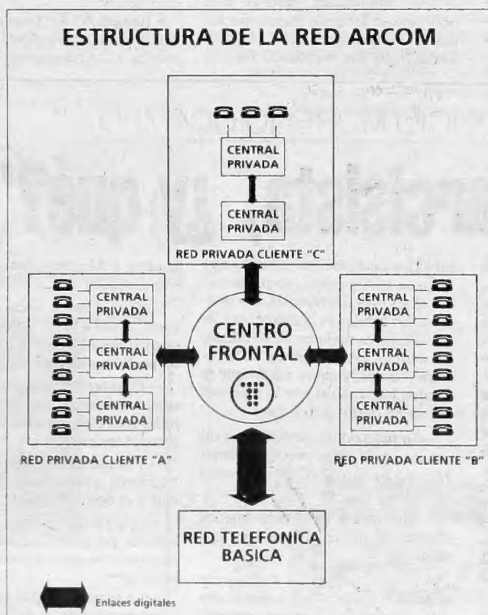 ESTRUCTURA DE LA RED ARCOM
CENTRAL
PRIVADA
CENTRAL
PRIVADA
RED PRIVADA CLIENTE "C"
CENTRAL
PRIVADA
CENTRAL
PRIVADA
CENTRAL
PRIVADA
RED PRIVADA CLIENTE "A"
CENTRO
FRONTAL
CENTRAL
PRIVADA
CENTRAL
PRIVADA
CENTRAL
PRIVADA
RED PRIVADA CLIENTE "B"
RED TELEFONICA
BASICA
Enlaces digitales